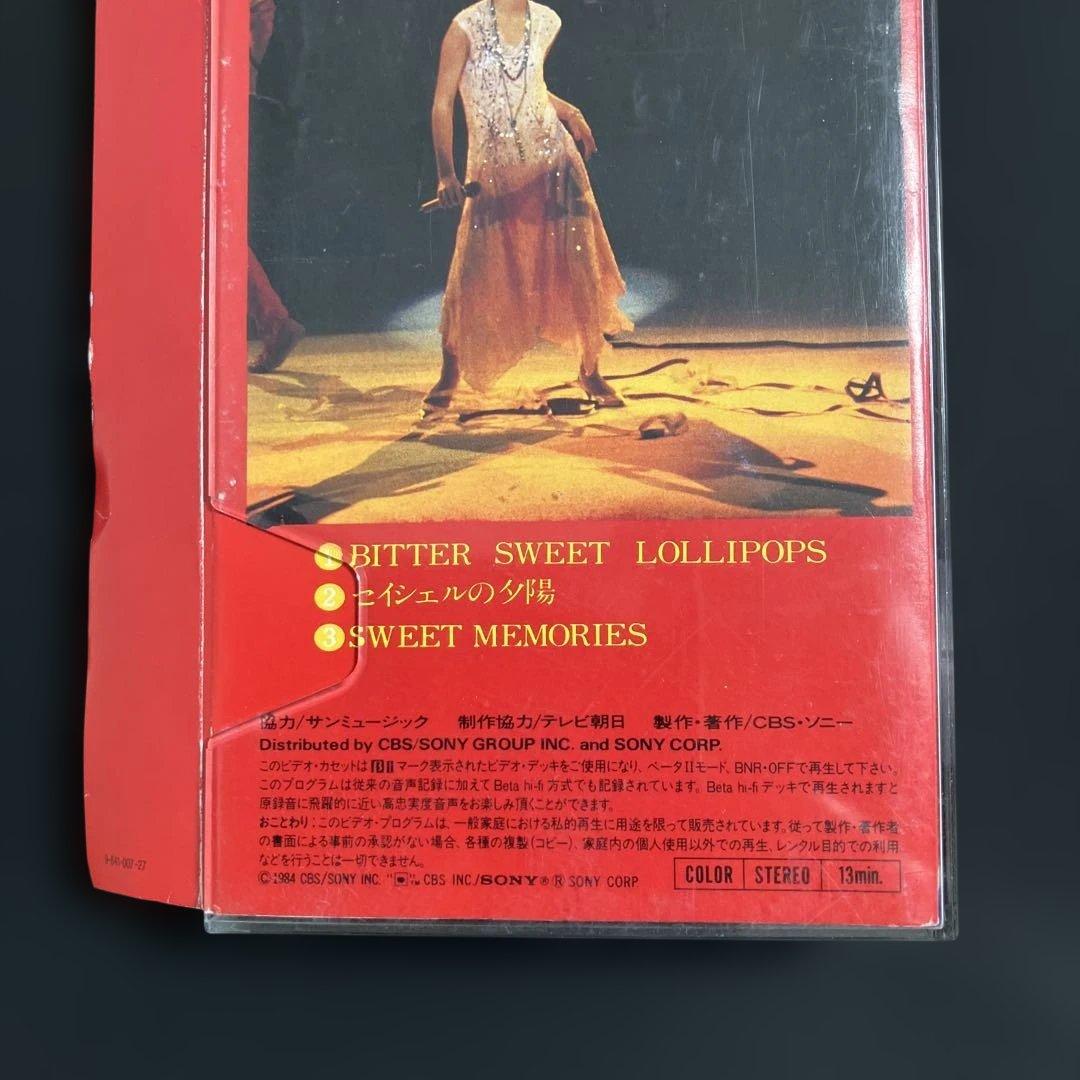 ① BITTER SWEET LOLLIPOPS
② セイシェルの夕陽
③ SWEET MEMORIES
協力/サンミュージック 制作協力/テレビ朝日 製作・著作/CBS・ソニー
Distributed by CBS/SONY GROUP INC. and SONY CORP.
このビデオ・カセットは βII マーク表示されたビデオ・デッキをご使用になり、ベータIIモード、BNR・OFFで再生して下さい。
このプログラムは従来の音声記録に加えて Beta hi-fi 方式でも記録されています。Beta hi-fi デッキで再生されますと
原録音に飛躍的に近い高忠実度音声をお楽しみ頂くことができます。
おことわり;このビデオ・プログラムは、一般家庭における私的再生に用途を限って販売されています。従って製作・著作者
の書面による事前の承認がない場合、各種の複製(コピー)、家庭内の個人使用以外での再生、レンタル目的での利用
などを行うことは一切できません。
Ⓒ1984 CBS/SONY INC. ""™ CBS INC./SONY® Ⓡ SONY CORP
COLOR STEREO 13min.
9-641-007-27